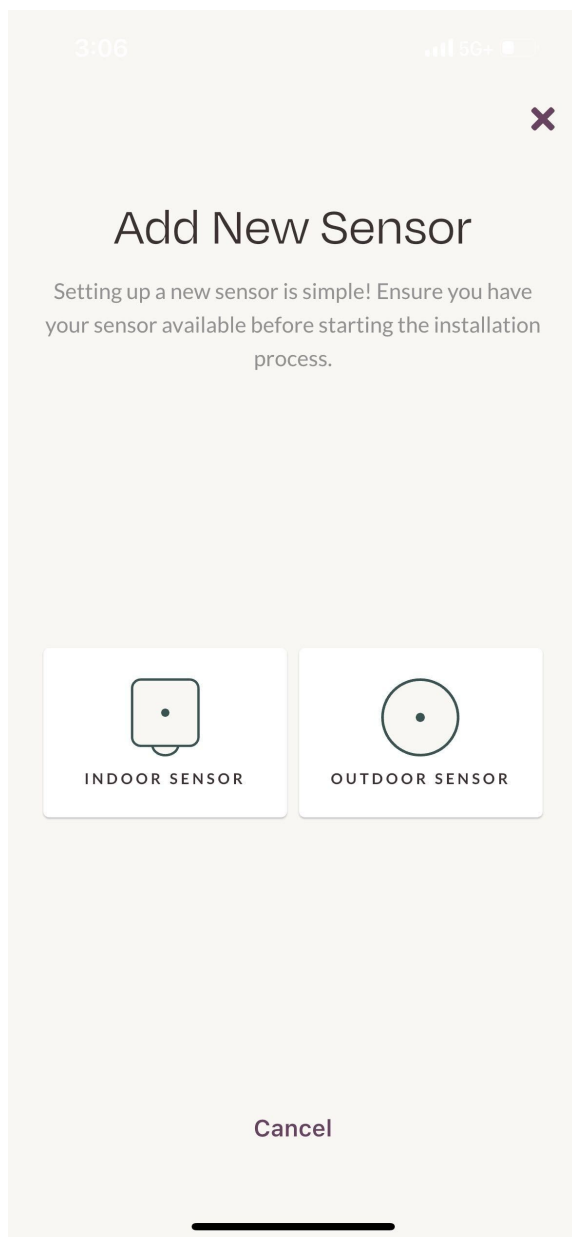 3:06
5G+
Add New Sensor
Setting up a new sensor is simple! Ensure you have
your sensor available before starting the installation
process.
INDOOR SENSOR
OUTDOOR SENSOR
Cancel